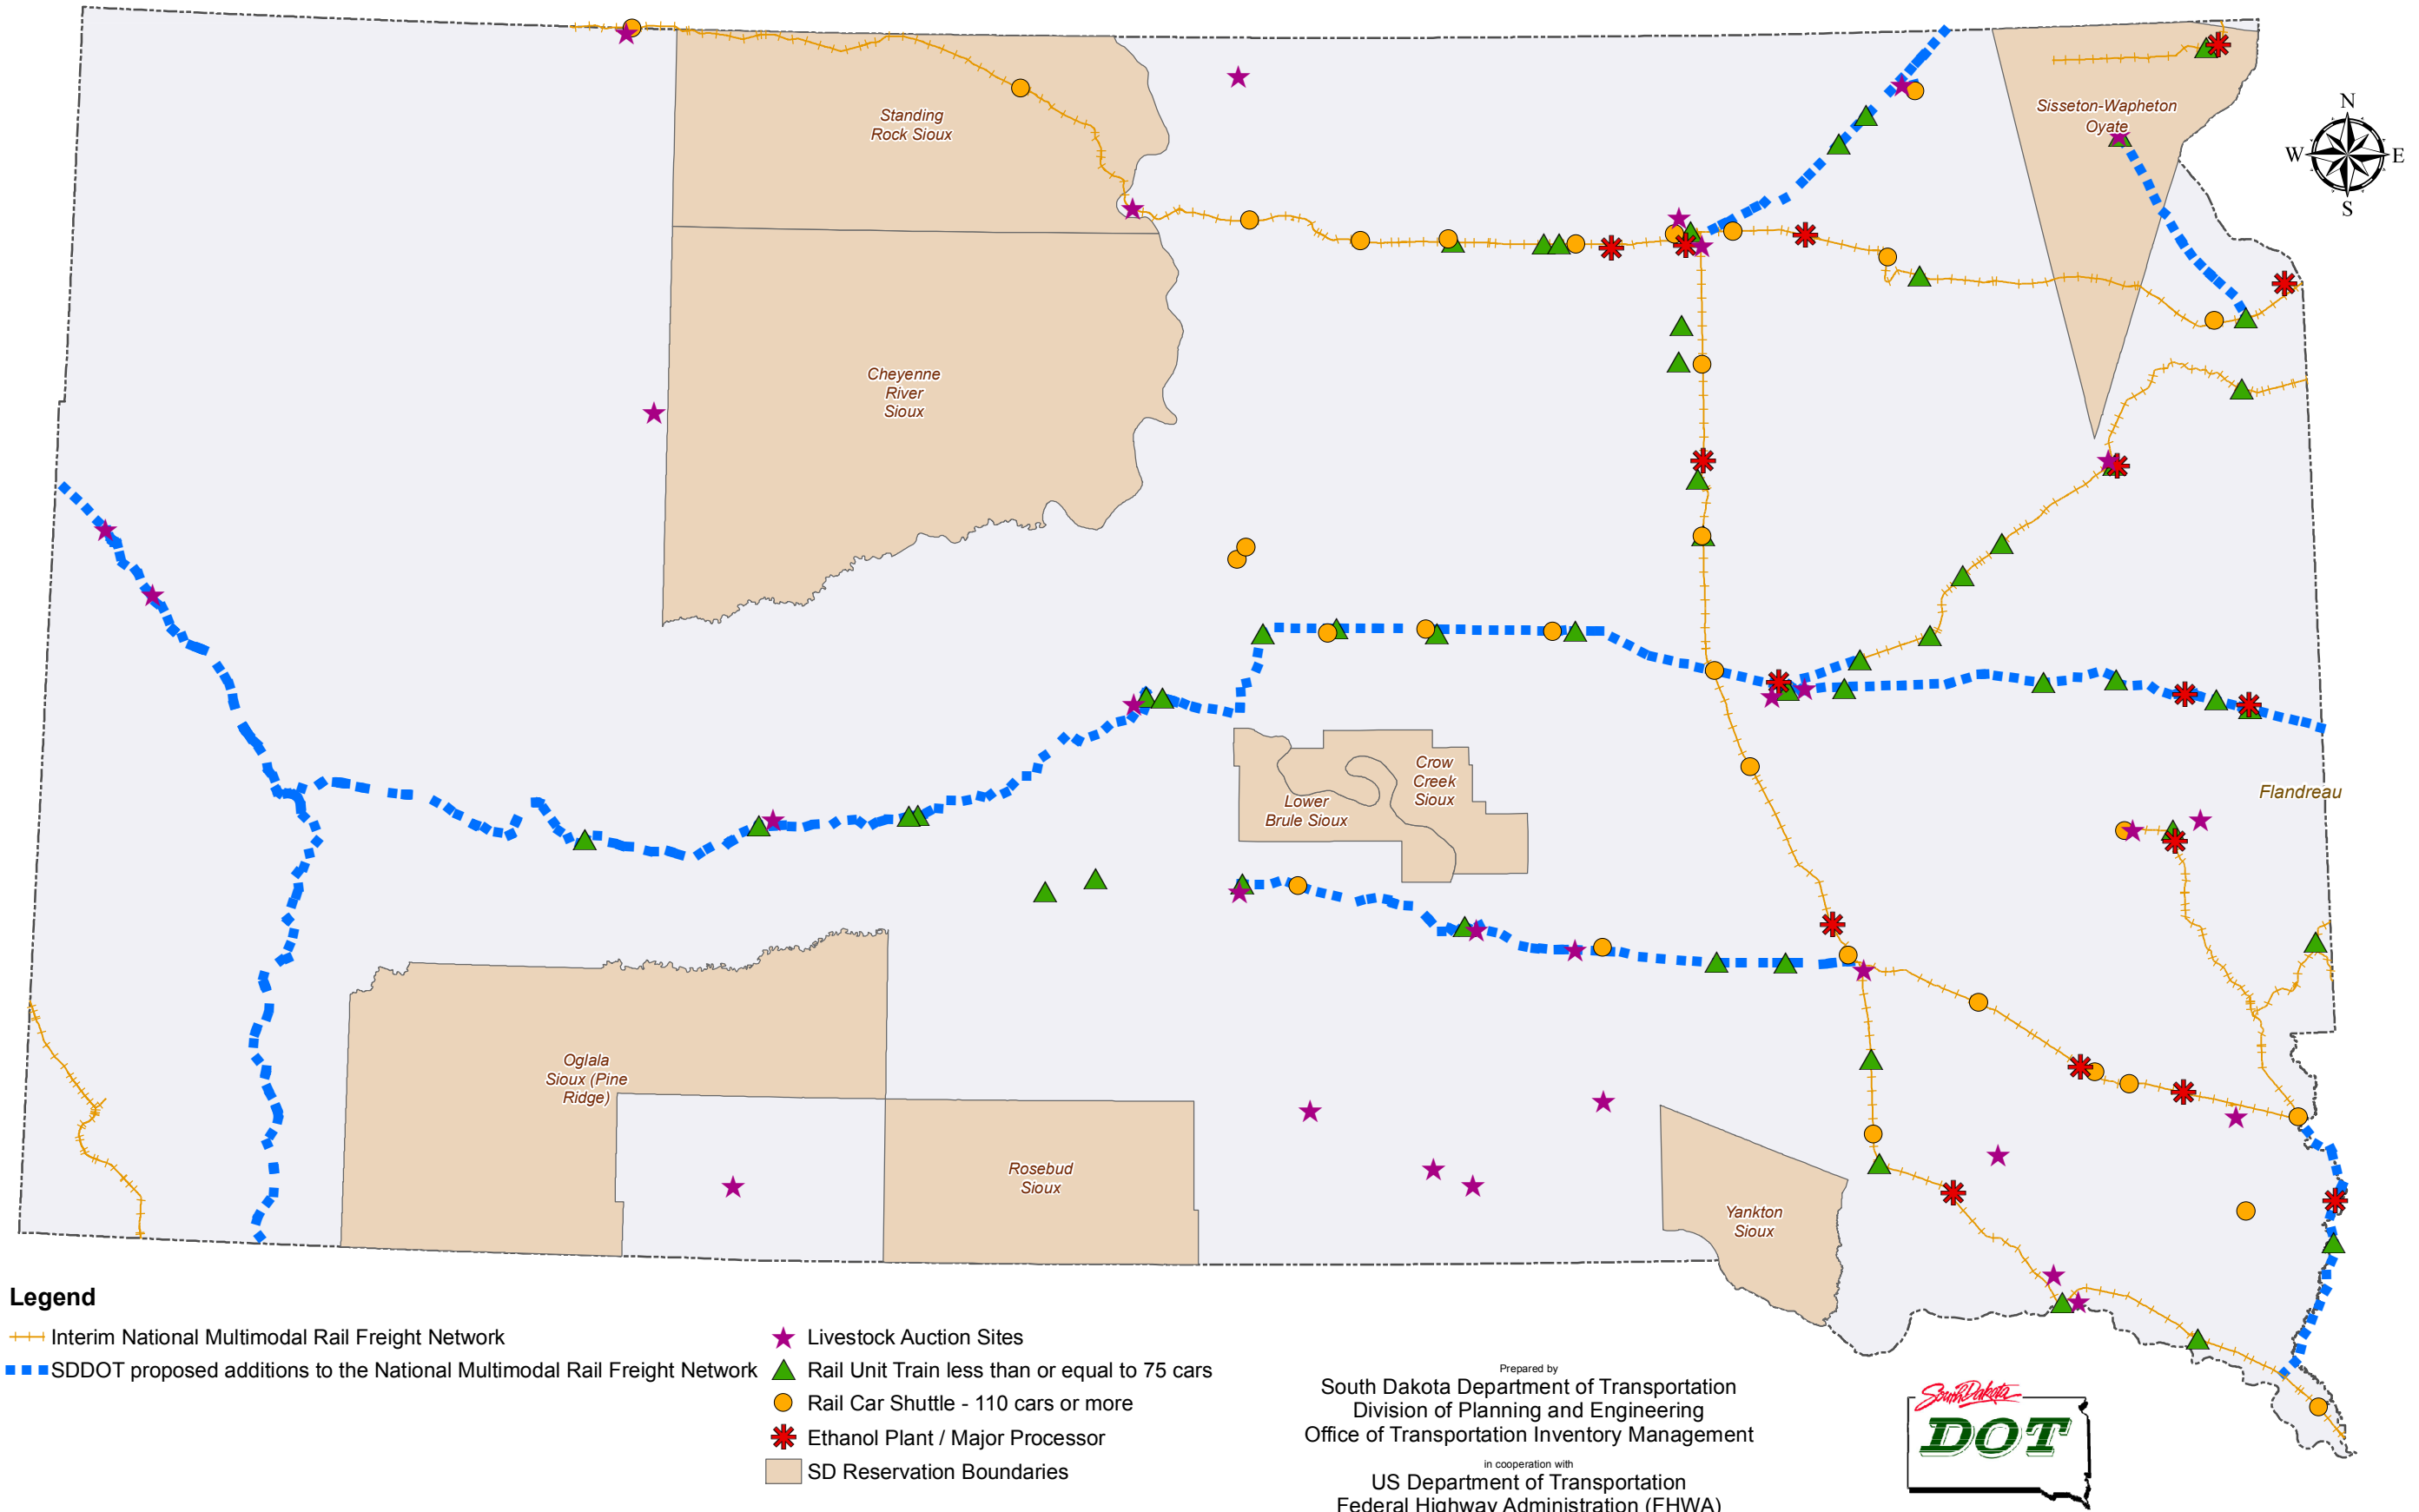 Standing
Rock Sioux
Sisseton-Wapheton
Oyate
N
W
E
S
Cheyenne
River
Sioux
Crow
Creek
Sioux
Lower
Brule Sioux
Flandreau
Oglala
Sioux (Pine
Ridge)
Rosebud
Sioux
Yankton
Sioux
Legend
Interim National Multimodal Rail Freight Network
SDDOT proposed additions to the National Multimodal Rail Freight Network
Livestock Auction Sites
Rail Unit Train less than or equal to 75 cars
Rail Car Shuttle - 110 cars or more
Ethanol Plant / Major Processor
SD Reservation Boundaries
Prepared by
South Dakota Department of Transportation
Division of Planning and Engineering
Office of Transportation Inventory Management
in cooperation with
US Department of Transportation
Federal Highway Administration (FHWA)
South Dakota
DOT